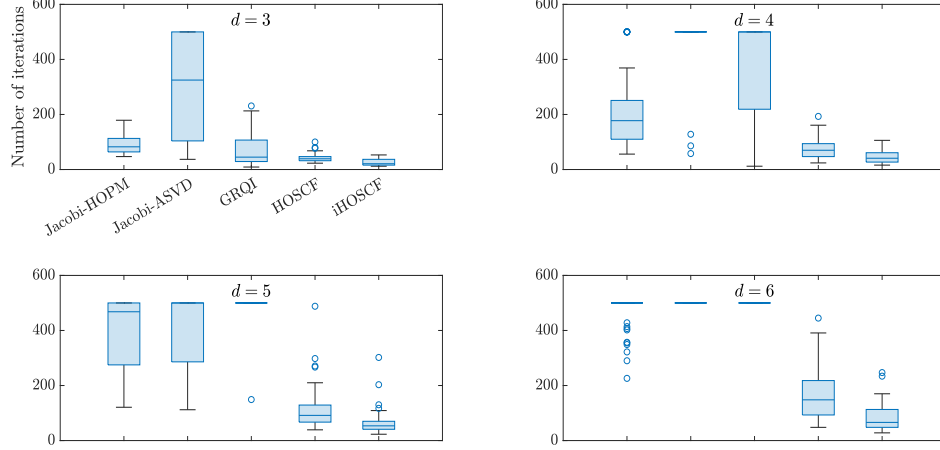 600
d = 3
400
200
0
Number of iterations
Jacobi-HOPM
Jacobi-ASVD
GRQI
HOSCF
iHOSCF
600
d = 4
400
200
0
600
d = 5
400
200
0
600
d = 6
400
200
0